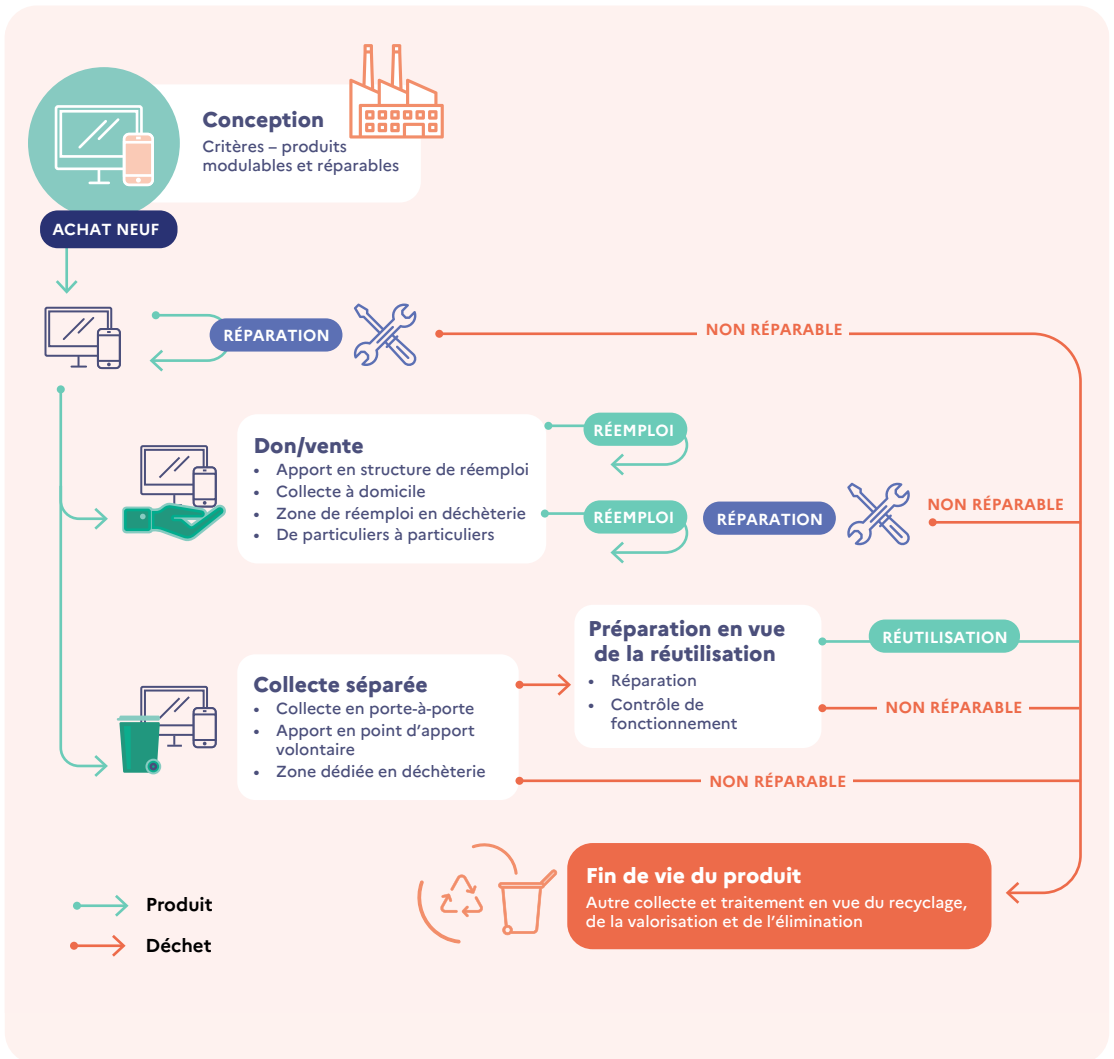 Conception
Critères – produits
modulables et réparables
ACHAT NEUF
RÉPARATION
NON RÉPARABLE
Don/vente
• Apport en structure de réemploi
• Collecte à domicile
• Zone de réemploi en déchèterie
• De particuliers à particuliers
RÉEMPLOI
RÉEMPLOI
RÉPARATION
NON RÉPARABLE
Préparation en vue
de la réutilisation
• Réparation
• Contrôle de
fonctionnement
RÉUTILISATION
NON RÉPARABLE
Collecte séparée
• Collecte en porte-à-porte
• Apport en point d’apport
volontaire
• Zone dédiée en déchèterie
NON RÉPARABLE
Fin de vie du produit
Autre collecte et traitement en vue du recyclage,
de la valorisation et de l’élimination
Produit
Déchet